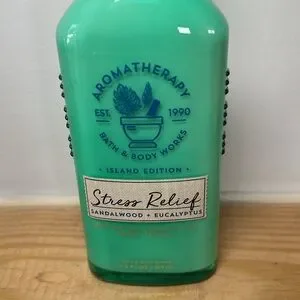 AROMATHERAPY
EST. 1990
BATH & BODY WORKS
· ISLAND EDITION ·
Stress Relief
SANDALWOOD + EUCALYPTUS